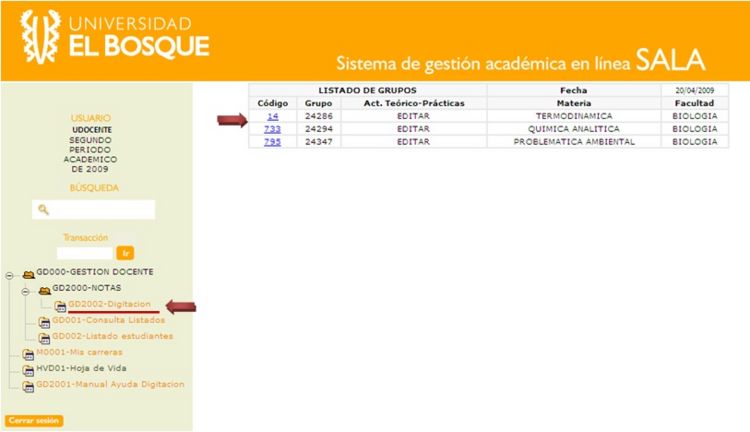 UNIVERSIDAD
EL BOSQUE
Sistema de gestión académica en línea SALA
USUARIO
UDOCENTE
SEGUNDO
PERIODO
ACADEMICO
DE 2009
BÚSQUEDA
Transacción
Ir
GD000-GESTION DOCENTE
GD2000-NOTAS
GD2002-Digitacion
GD001-Consulta Listados
GD002-Listado estudiantes
M0001-Mis carreras
HVD01-Hoja de Vida
GD2001-Manual Ayuda Digitacion
Cerrar sesión
LISTADO DE GRUPOS Fecha 20/04/2009
Código Grupo Act. Teórico-Prácticas Materia Facultad
14 24286 EDITAR TERMODINAMICA BIOLOGIA
733 24294 EDITAR QUIMICA ANALITICA BIOLOGIA
795 24347 EDITAR PROBLEMATICA AMBIENTAL BIOLOGIA